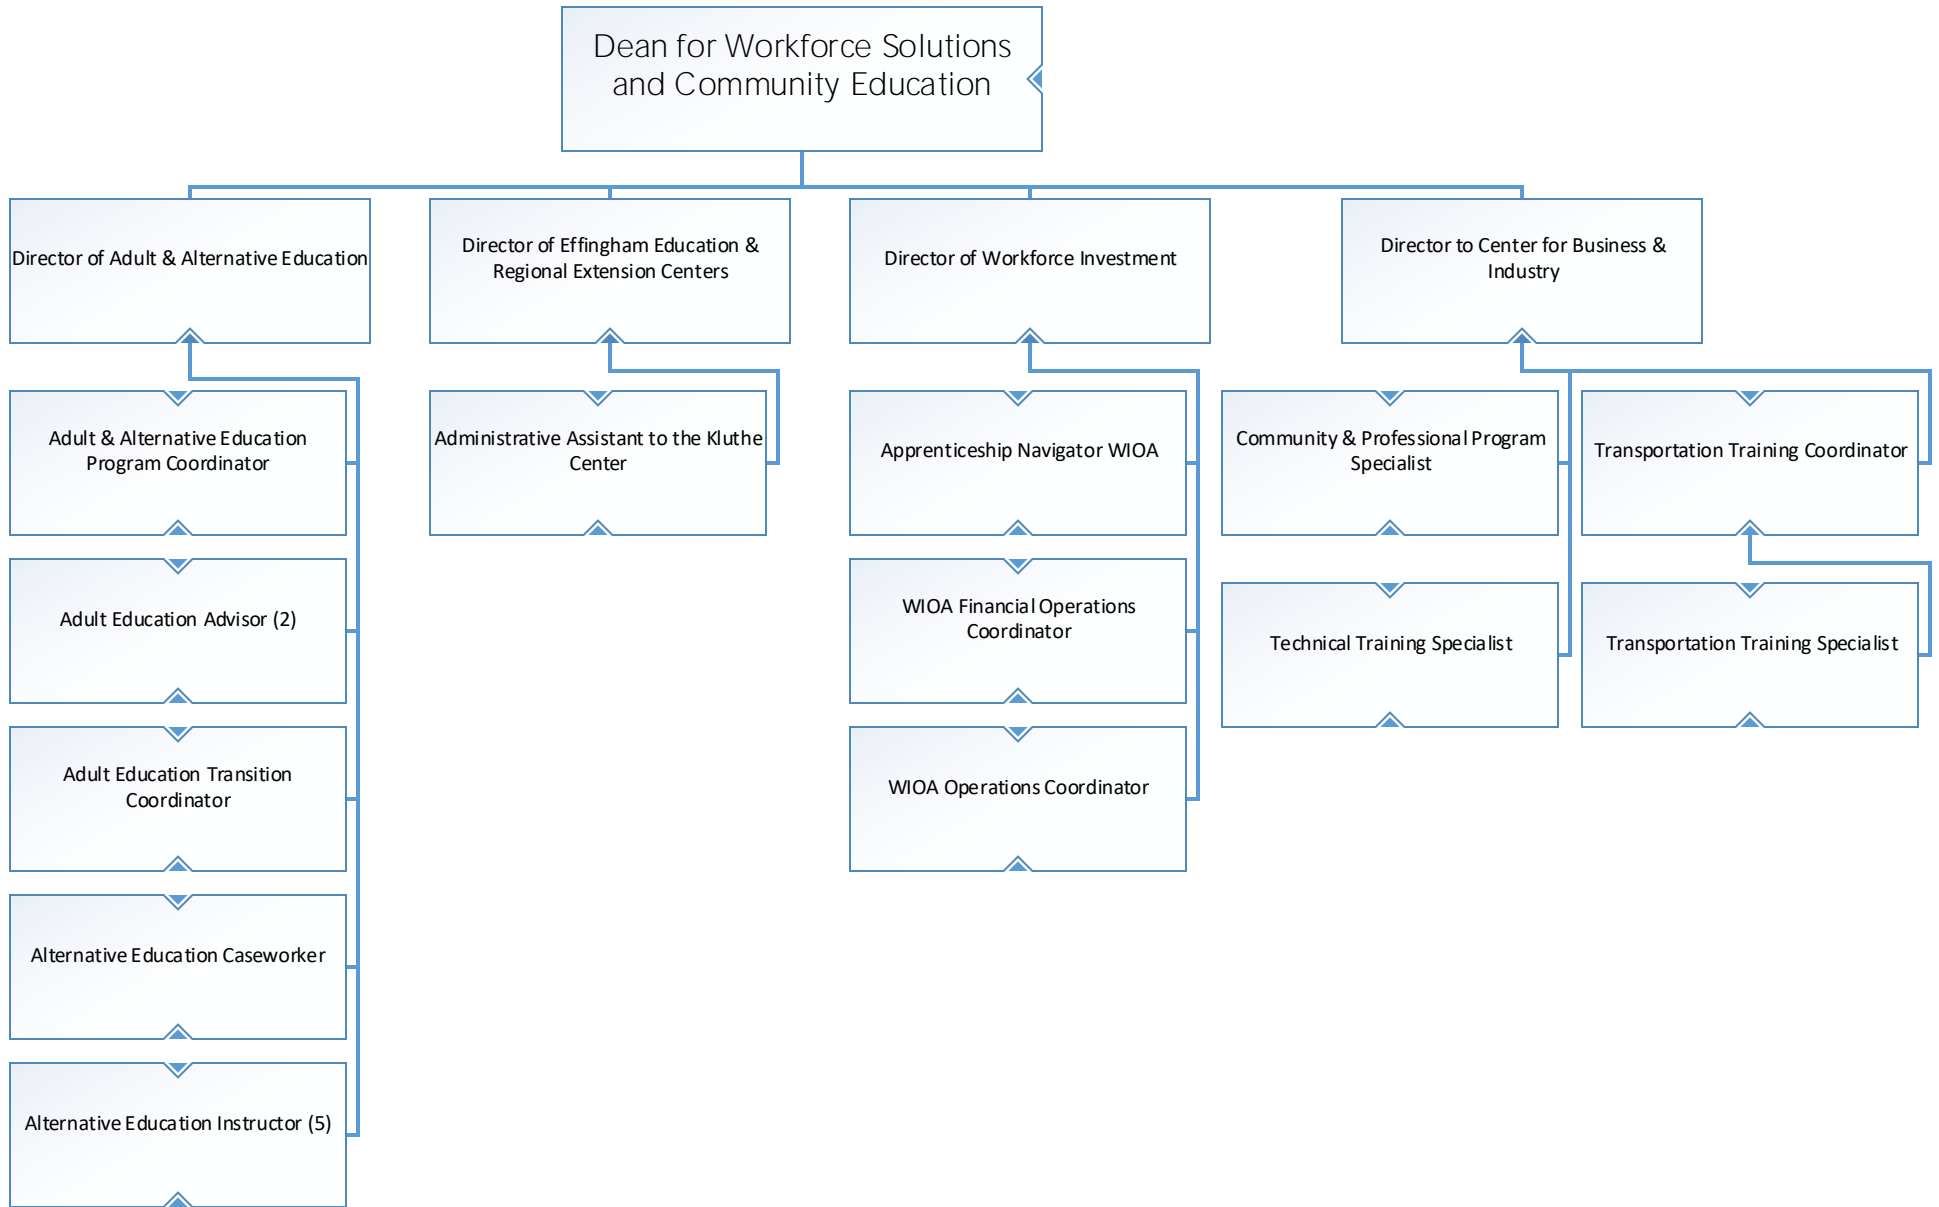 Dean for Workforce Solutions
and Community Education
Director of Adult & Alternative Education
Director of Effingham Education &
Regional Extension Centers
Director of Workforce Investment
Director to Center for Business &
Industry
Adult & Alternative Education
Program Coordinator
Administrative Assistant to the Kluthe
Center
Apprenticeship Navigator WIOA
Community & Professional Program
Specialist
Transportation Training Coordinator
Adult Education Advisor (2)
WIOA Financial Operations
Coordinator
Technical Training Specialist
Transportation Training Specialist
Adult Education Transition
Coordinator
WIOA Operations Coordinator
Alternative Education Caseworker
Alternative Education Instructor (5)